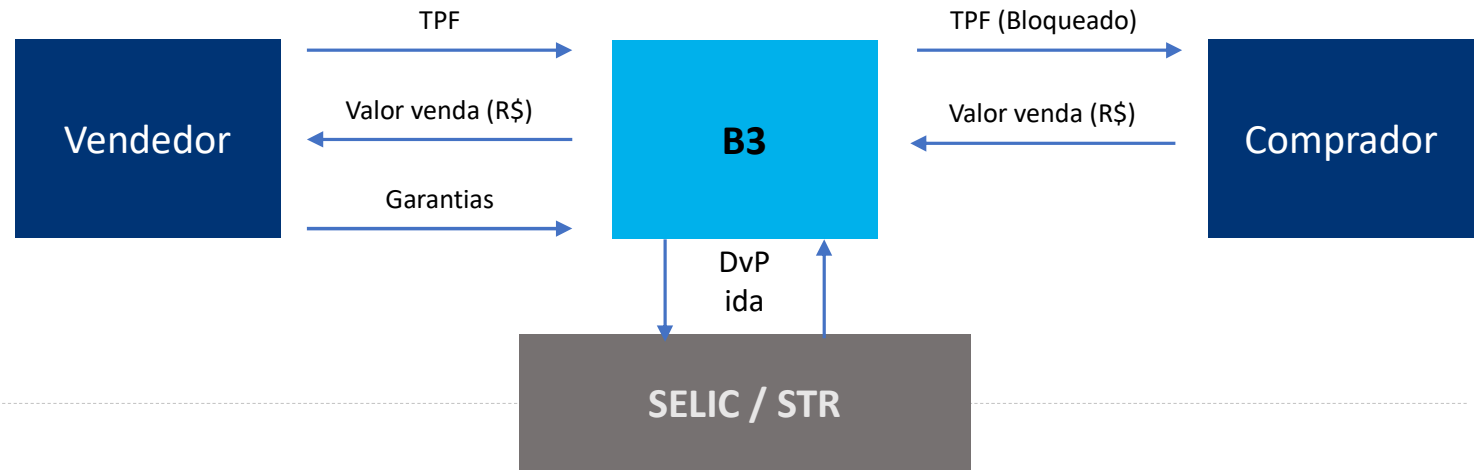 TPF
TPF (Bloqueado)
Vendedor
Valor venda (R$)
B3
Valor venda (R$)
Comprador
Garantias
DvP
ida
SELIC / STR